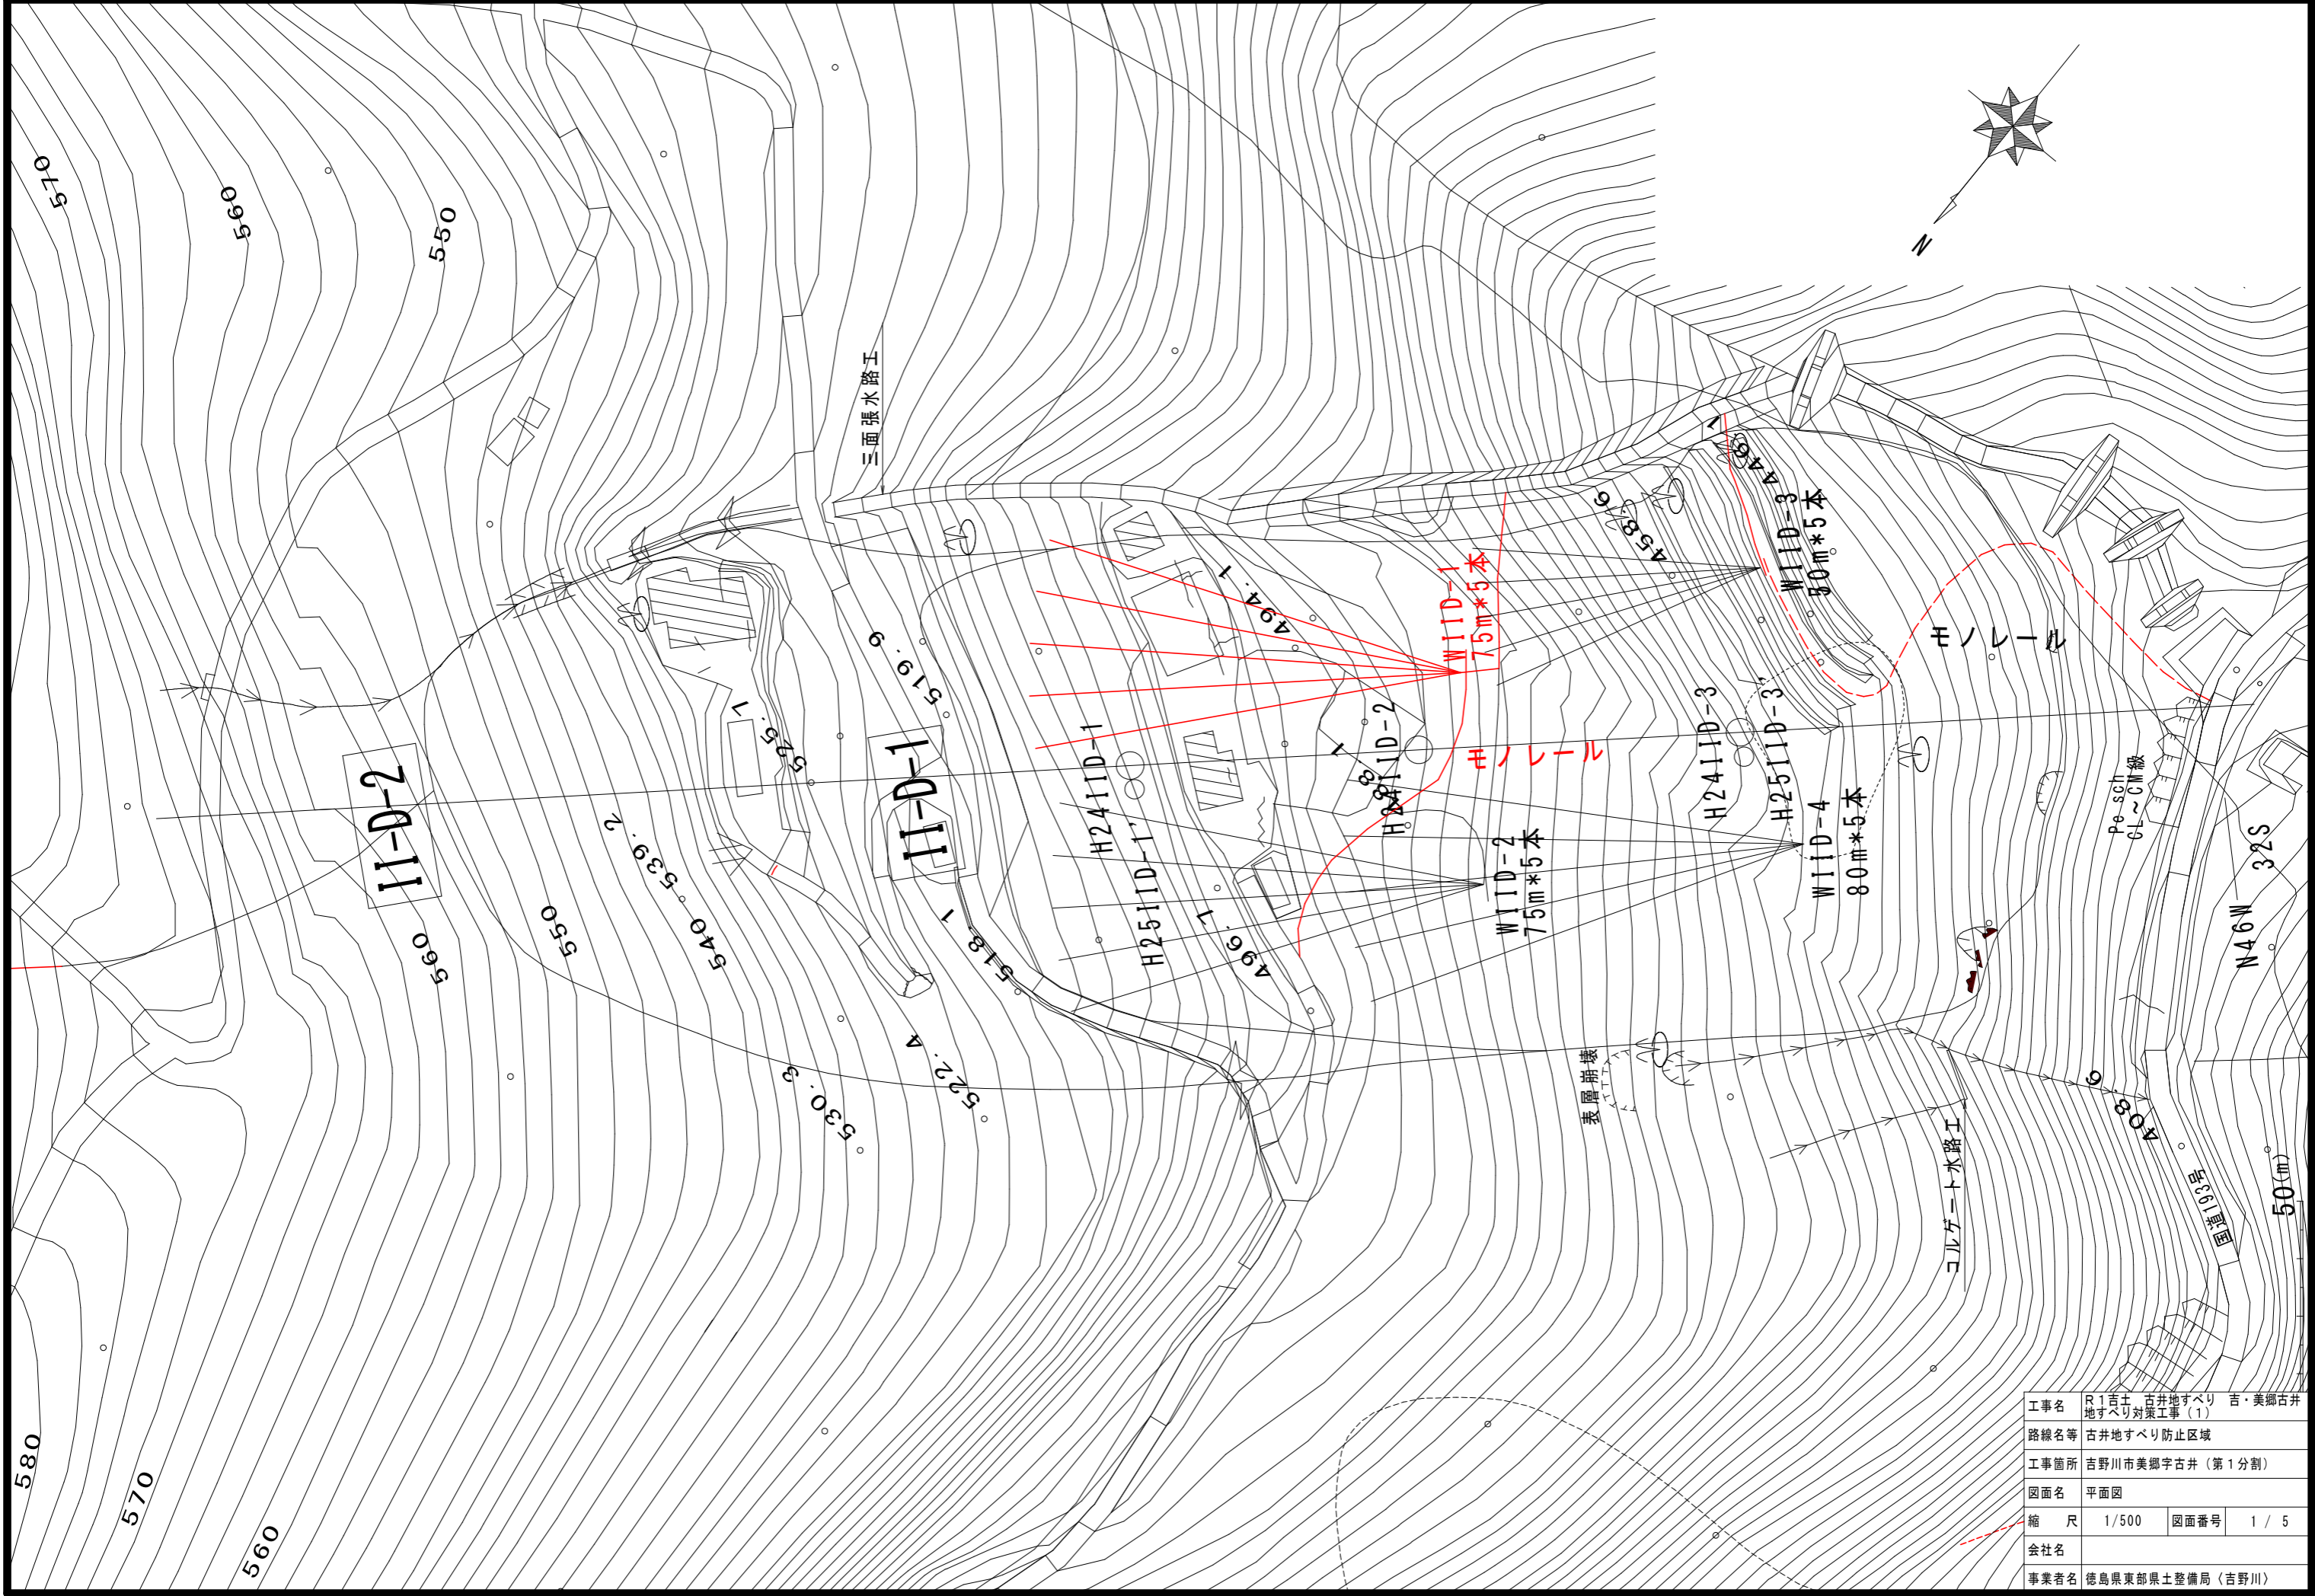 570
560
550
N
三面張水路工
446.1
WIID-3
50m*5本
458.6
モノレール
WIID-1
75m*5本
494.1
519.9
525.7
II-D-2
II-D-1
H24IID-1
H25IID-1'
H24IID-2
モノレール
H24IID-3
H25IID-3'
WIID-2
75m*5本
WIID-4
80m*5本
Pe sch
CL～CM級
N46W 32S
539.2
560
550
540
518.1
496.7
530.3
522.4
表層崩壊
コルゲート水路工
408.6
国道193号
50(m)
580
570
560
工事名 R1吉土 古井地すべり 吉・美郷古井
地すべり対策工事(1)
路線名等 古井地すべり防止区域
工事箇所 吉野川市美郷字古井(第1分割)
図面名 平面図
縮 尺 1/500 図面番号 1 / 5
会社名
事業者名 徳島県東部県土整備局〈吉野川〉